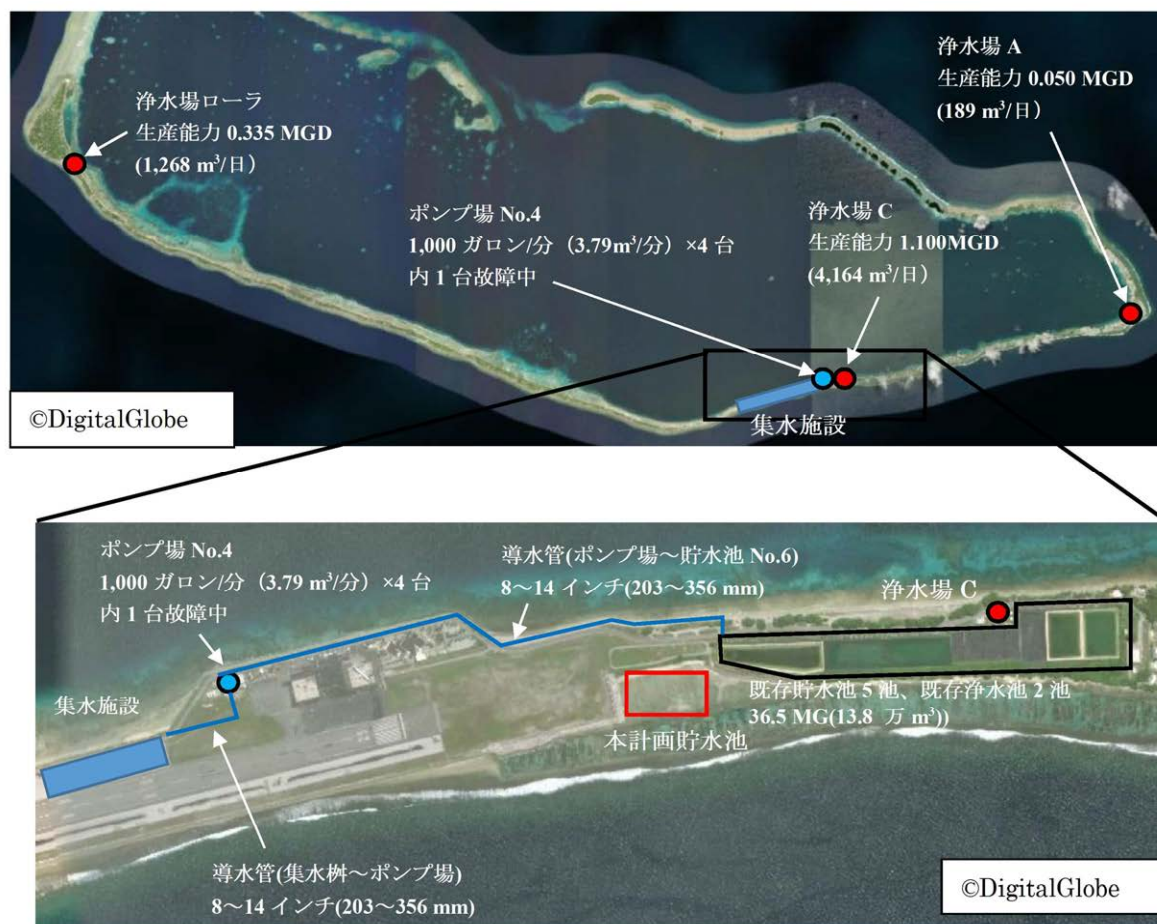 浄水場 A
生産能力 0.050 MGD
(189 m³/日)
浄水場ローラ
生産能力 0.335 MGD
(1,268 m³/日)
ポンプ場 No.4
1,000 ガロン/分（3.79m³/分）×4 台
内 1 台故障中
浄水場 C
生産能力 1.100MGD
(4,164 m³/日)
集水施設
©DigitalGlobe
ポンプ場 No.4
1,000 ガロン/分（3.79 m³/分）×4 台
内 1 台故障中
導水管(ポンプ場～貯水池 No.6)
8～14 インチ(203～356 mm)
浄水場 C
集水施設
既存貯水池 5 池、既存浄水池 2 池
36.5 MG(13.8 万 m³))
本計画貯水池
導水管(集水桝～ポンプ場)
8～14 インチ(203～356 mm)
©DigitalGlobe